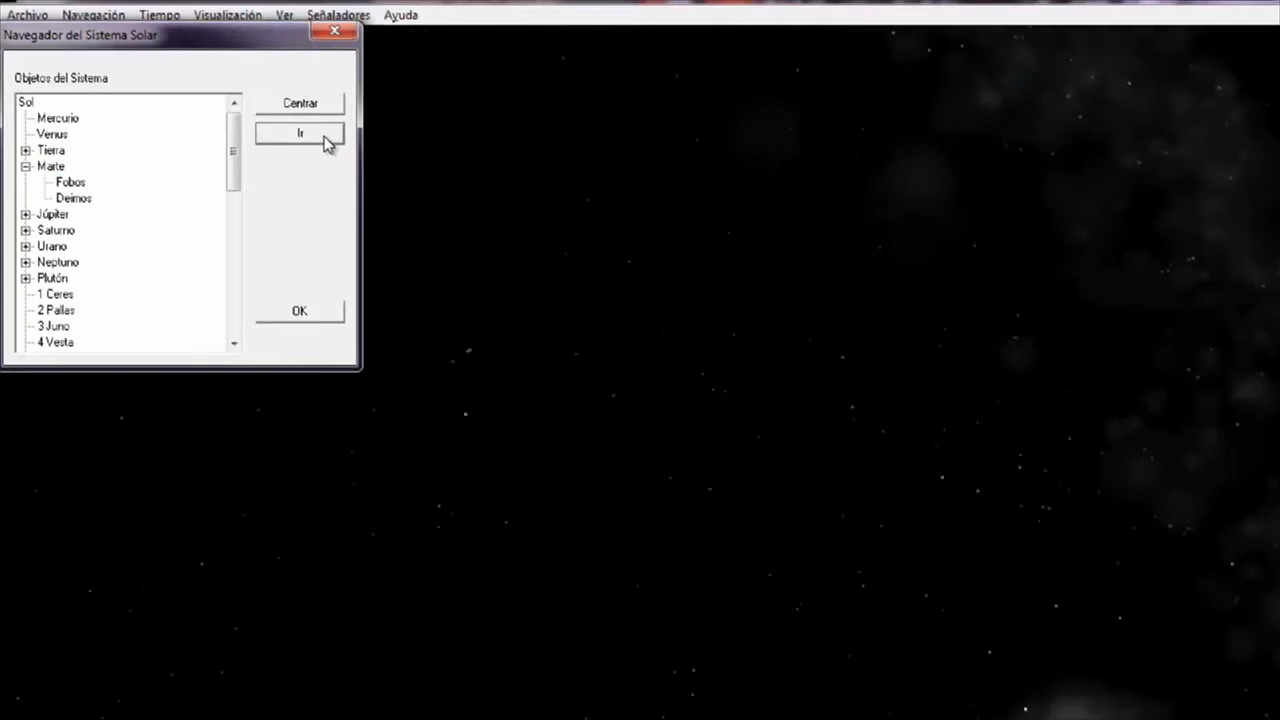 Archivo Navegación Tiempo Visualización Ver Señaladores Ayuda
Navegador del Sistema Solar
Objetos del Sistema
Sol
Mercurio
Venus
Tierra
Marte
Fobos
Deimos
Júpiter
Saturno
Urano
Neptuno
Plutón
1 Ceres
2 Pallas
3 Juno
4 Vesta
Centrar
Ir
OK